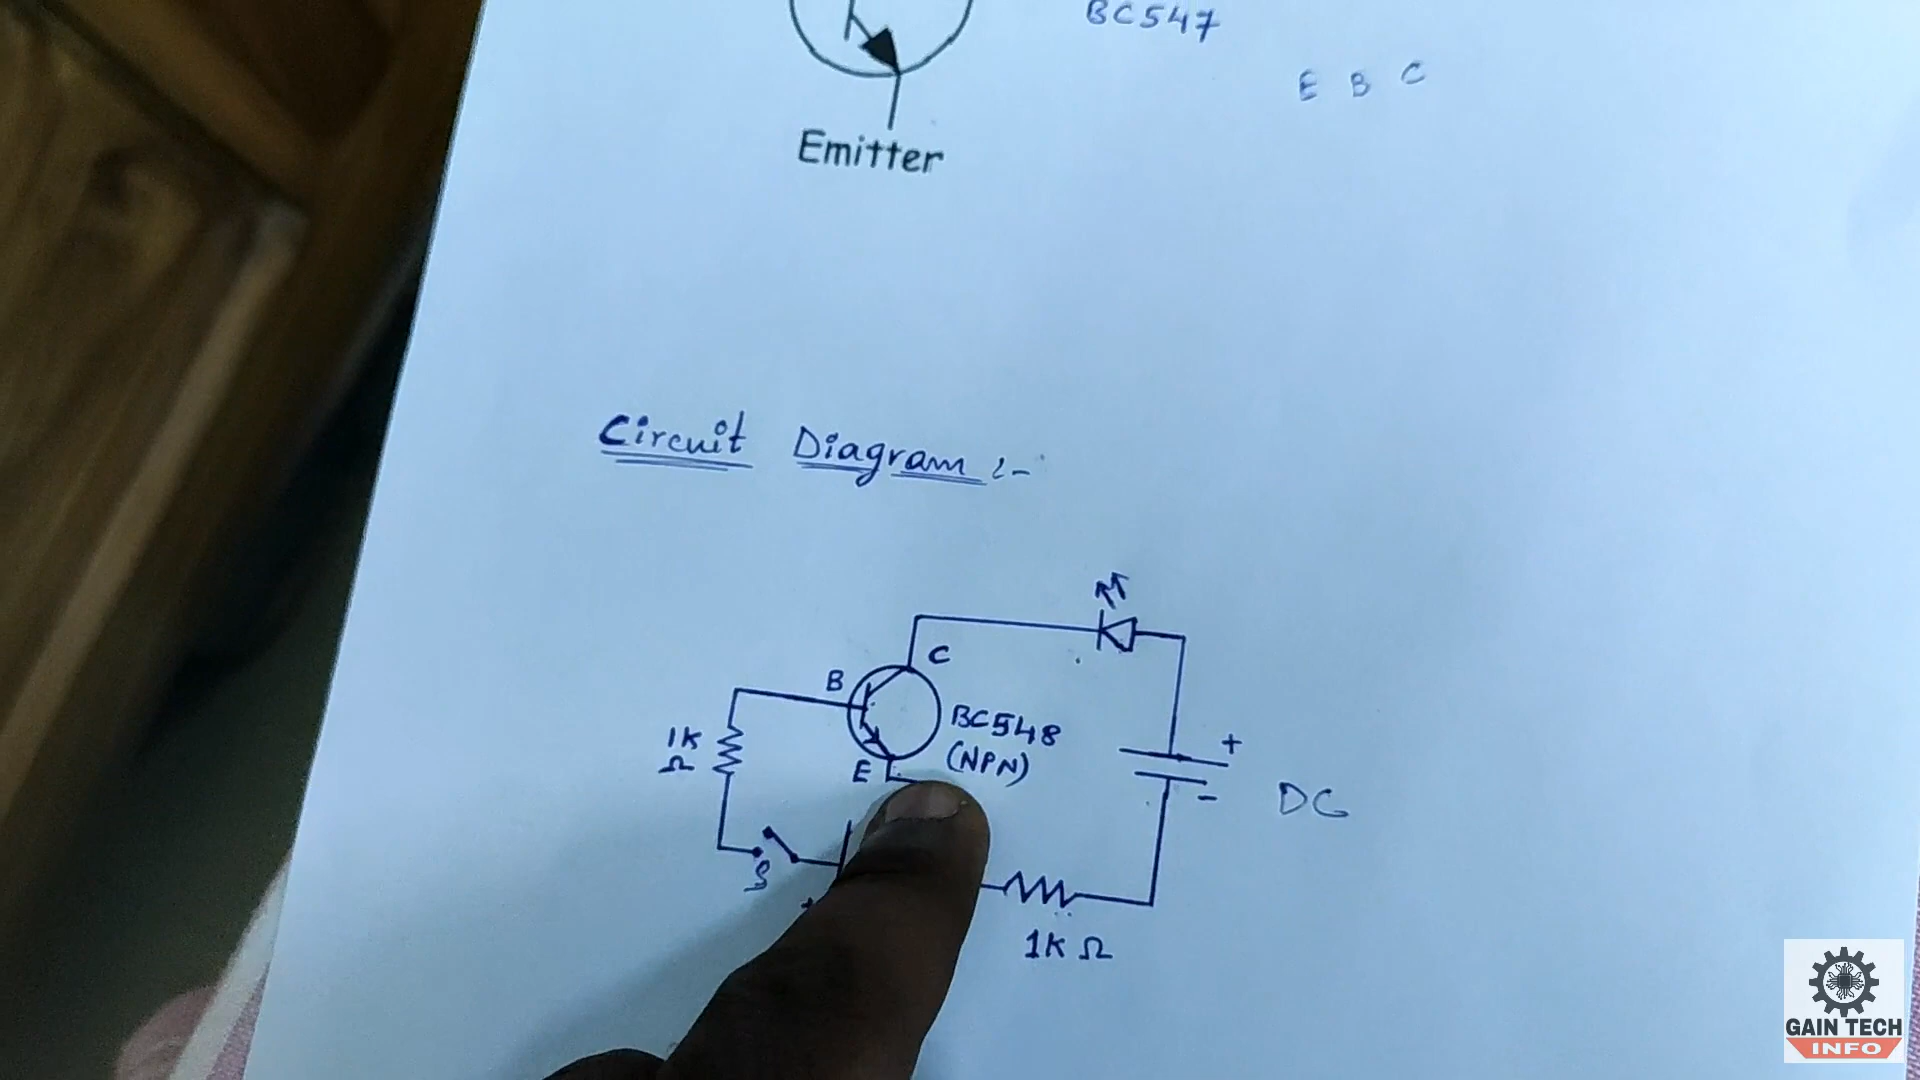 BC547
E B C
Emitter
Circuit Diagram :-
C
B
BC548
(NPN)
E
1K
Ω
S
+
-
DC
+
1K Ω
GAIN TECH
INFO